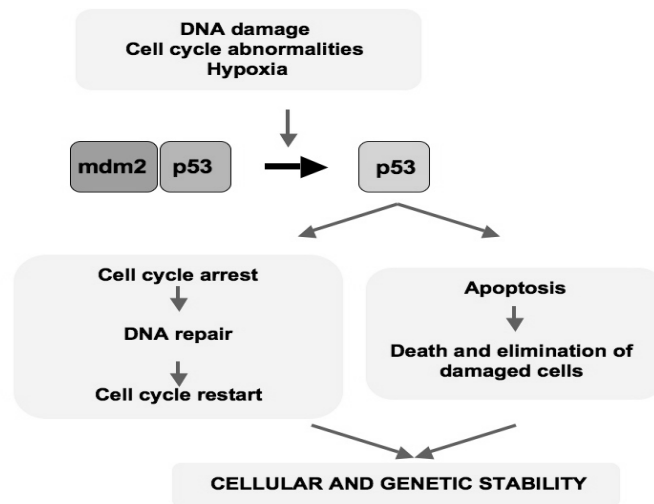 DNA damage
Cell cycle abnormalities
Hypoxia
mdm2 p53
p53
Cell cycle arrest
DNA repair
Cell cycle restart
Apoptosis
Death and elimination of
damaged cells
CELLULAR AND GENETIC STABILITY